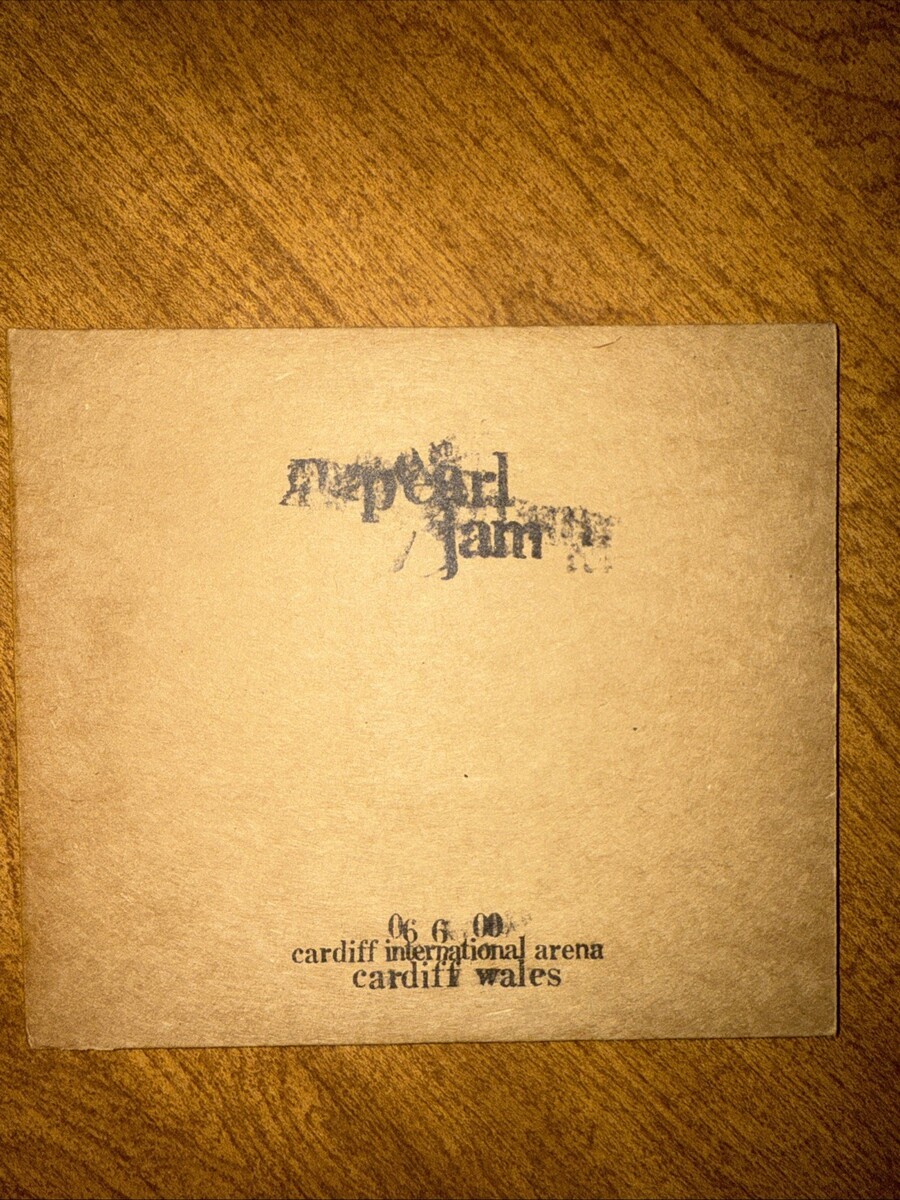 pearl
jam
06 6 00
cardiff international arena
cardiff wales